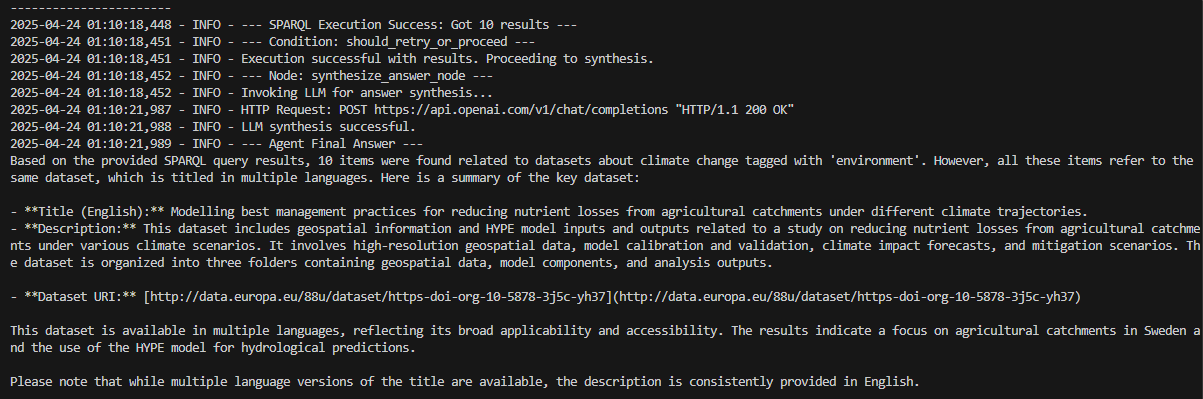 -----------------------
2025-04-24 01:10:18,448 - INFO - --- SPARQL Execution Success: Got 10 results ---
2025-04-24 01:10:18,451 - INFO - --- Condition: should_retry_or_proceed ---
2025-04-24 01:10:18,451 - INFO - Execution successful with results. Proceeding to synthesis.
2025-04-24 01:10:18,452 - INFO - --- Node: synthesize_answer_node ---
2025-04-24 01:10:18,452 - INFO - Invoking LLM for answer synthesis...
2025-04-24 01:10:21,987 - INFO - HTTP Request: POST https://api.openai.com/v1/chat/completions "HTTP/1.1 200 OK"
2025-04-24 01:10:21,988 - INFO - LLM synthesis successful.
2025-04-24 01:10:21,989 - INFO - --- Agent Final Answer ---
Based on the provided SPARQL query results, 10 items were found related to datasets about climate change tagged with 'environment'. However, all these items refer to the
same dataset, which is titled in multiple languages. Here is a summary of the key dataset:
- **Title (English):** Modelling best management practices for reducing nutrient losses from agricultural catchments under different climate trajectories.
- **Description:** This dataset includes geospatial information and HYPE model inputs and outputs related to a study on reducing nutrient losses from agricultural catchme
nts under various climate scenarios. It involves high-resolution geospatial data, model calibration and validation, climate impact forecasts, and mitigation scenarios. Th
e dataset is organized into three folders containing geospatial data, model components, and analysis outputs.
- **Dataset URI:** [http://data.europa.eu/88u/dataset/https-doi-org-10-5878-3j5c-yh37](http://data.europa.eu/88u/dataset/https-doi-org-10-5878-3j5c-yh37)
This dataset is available in multiple languages, reflecting its broad applicability and accessibility. The results indicate a focus on agricultural catchments in Sweden a
nd the use of the HYPE model for hydrological predictions.
Please note that while multiple language versions of the title are available, the description is consistently provided in English.